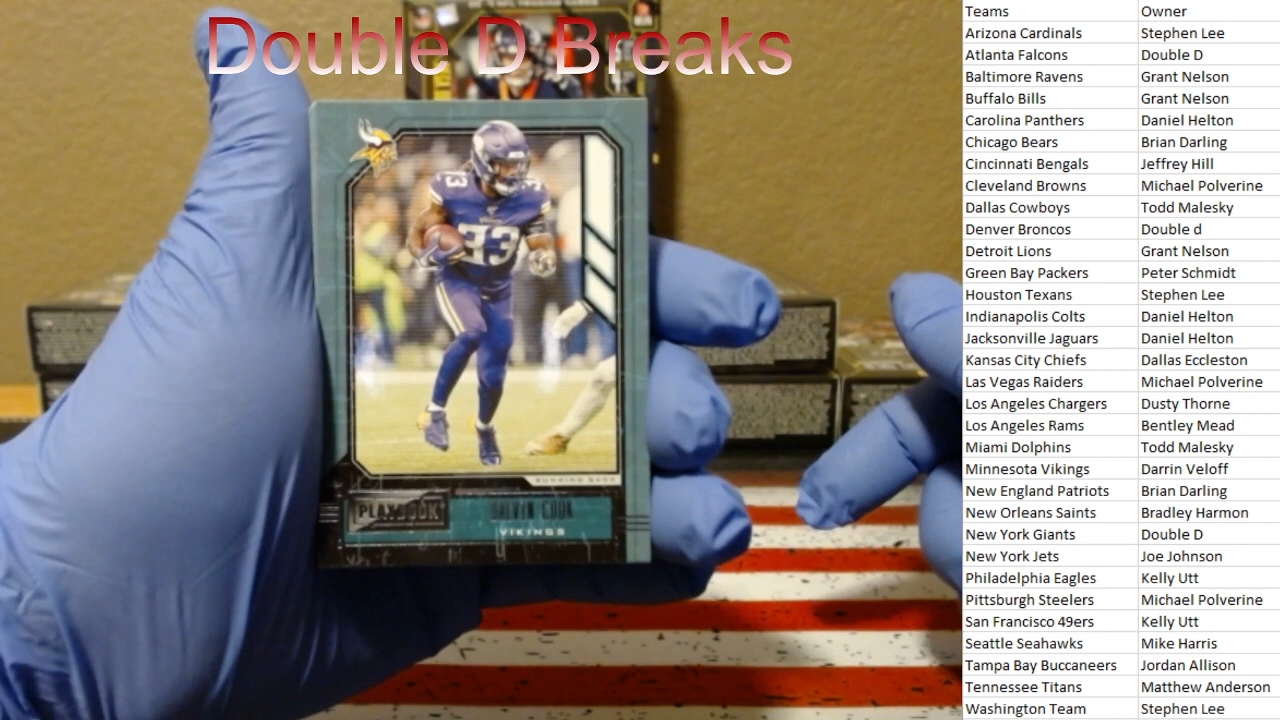 Double D Breaks
33
33
RUNNING BACK
PLAYBOOK
DALVIN COOK
VIKINGS
Teams Owner
Arizona Cardinals Stephen Lee
Atlanta Falcons Double D
Baltimore Ravens Grant Nelson
Buffalo Bills Grant Nelson
Carolina Panthers Daniel Helton
Chicago Bears Brian Darling
Cincinnati Bengals Jeffrey Hill
Cleveland Browns Michael Polverine
Dallas Cowboys Todd Malesky
Denver Broncos Double d
Detroit Lions Grant Nelson
Green Bay Packers Peter Schmidt
Houston Texans Stephen Lee
Indianapolis Colts Daniel Helton
Jacksonville Jaguars Daniel Helton
Kansas City Chiefs Dallas Eccleston
Las Vegas Raiders Michael Polverine
Los Angeles Chargers Dusty Thorne
Los Angeles Rams Bentley Mead
Miami Dolphins Todd Malesky
Minnesota Vikings Darrin Veloff
New England Patriots Brian Darling
New Orleans Saints Bradley Harmon
New York Giants Double D
New York Jets Joe Johnson
Philadelphia Eagles Kelly Utt
Pittsburgh Steelers Michael Polverine
San Francisco 49ers Kelly Utt
Seattle Seahawks Mike Harris
Tampa Bay Buccaneers Jordan Allison
Tennessee Titans Matthew Anderson
Washington Team Stephen Lee